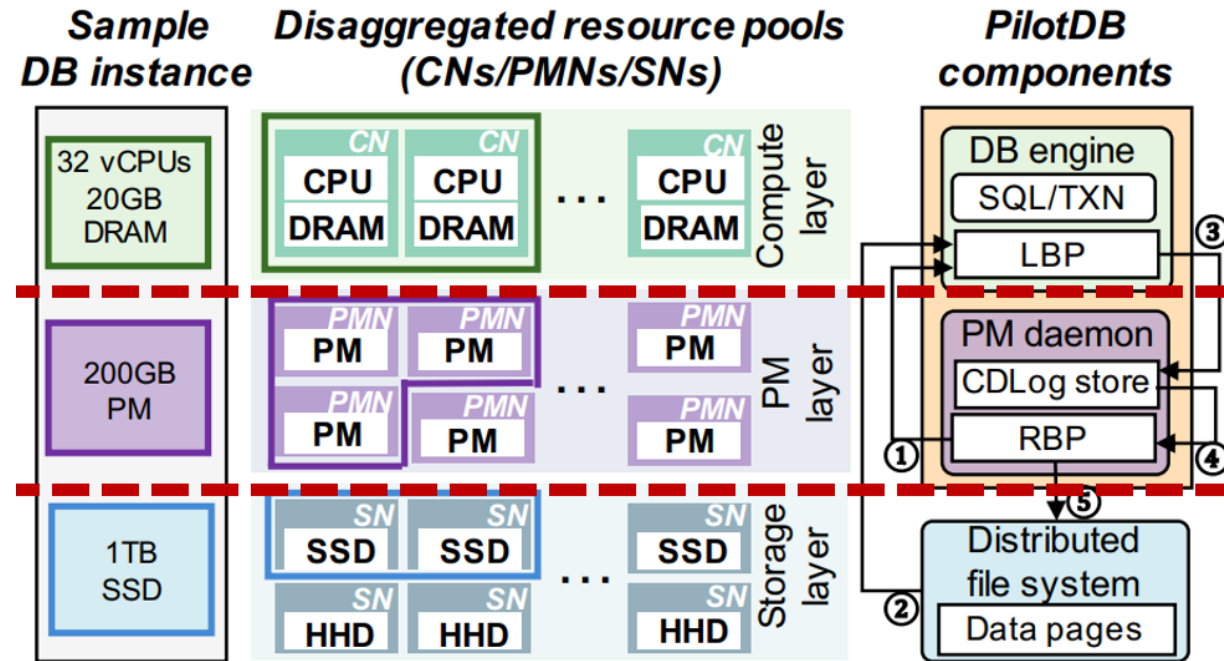 Sample
DB instance
Disaggregated resource pools
(CNs/PMNs/SNs)
PilotDB
components
32 vCPUs
20GB
DRAM
CN
CPU
DRAM
CN
CPU
DRAM
...
CN
CPU
DRAM
Compute
layer
DB engine
SQL/TXN
LBP
③
200GB
PM
PMN
PM
PMN
PM
PMN
PM
PMN
PM
PMN
PM
...
PM
PM
layer
PM daemon
CDLog store
RBP
①
④
⑤
1TB
SSD
SN
SSD
SN
SSD
SN
SSD
...
SN
HHD
SN
HHD
SN
HHD
Storage
layer
Distributed
file system
Data pages
②